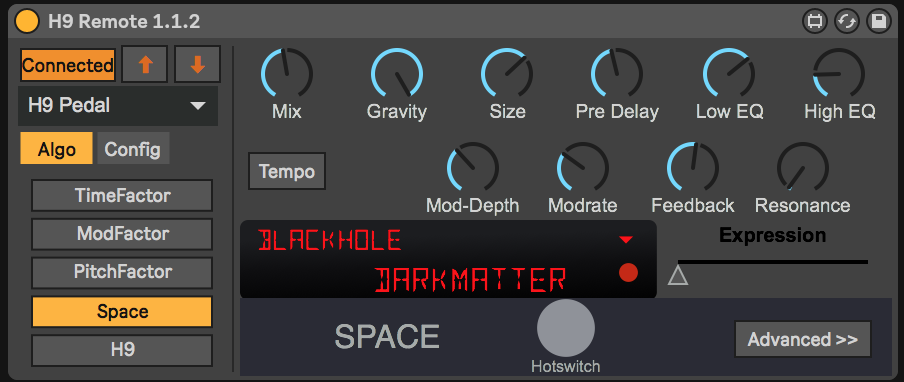 H9 Remote 1.1.2
Connected
H9 Pedal
Algo Config
TimeFactor
ModFactor
PitchFactor
Space
H9
Mix Gravity Size Pre Delay Low EQ High EQ
Tempo
Mod-Depth Modrate Feedback Resonance
BLACKHOLE
DARKMATTER
Expression
SPACE
Hotswitch
Advanced >>